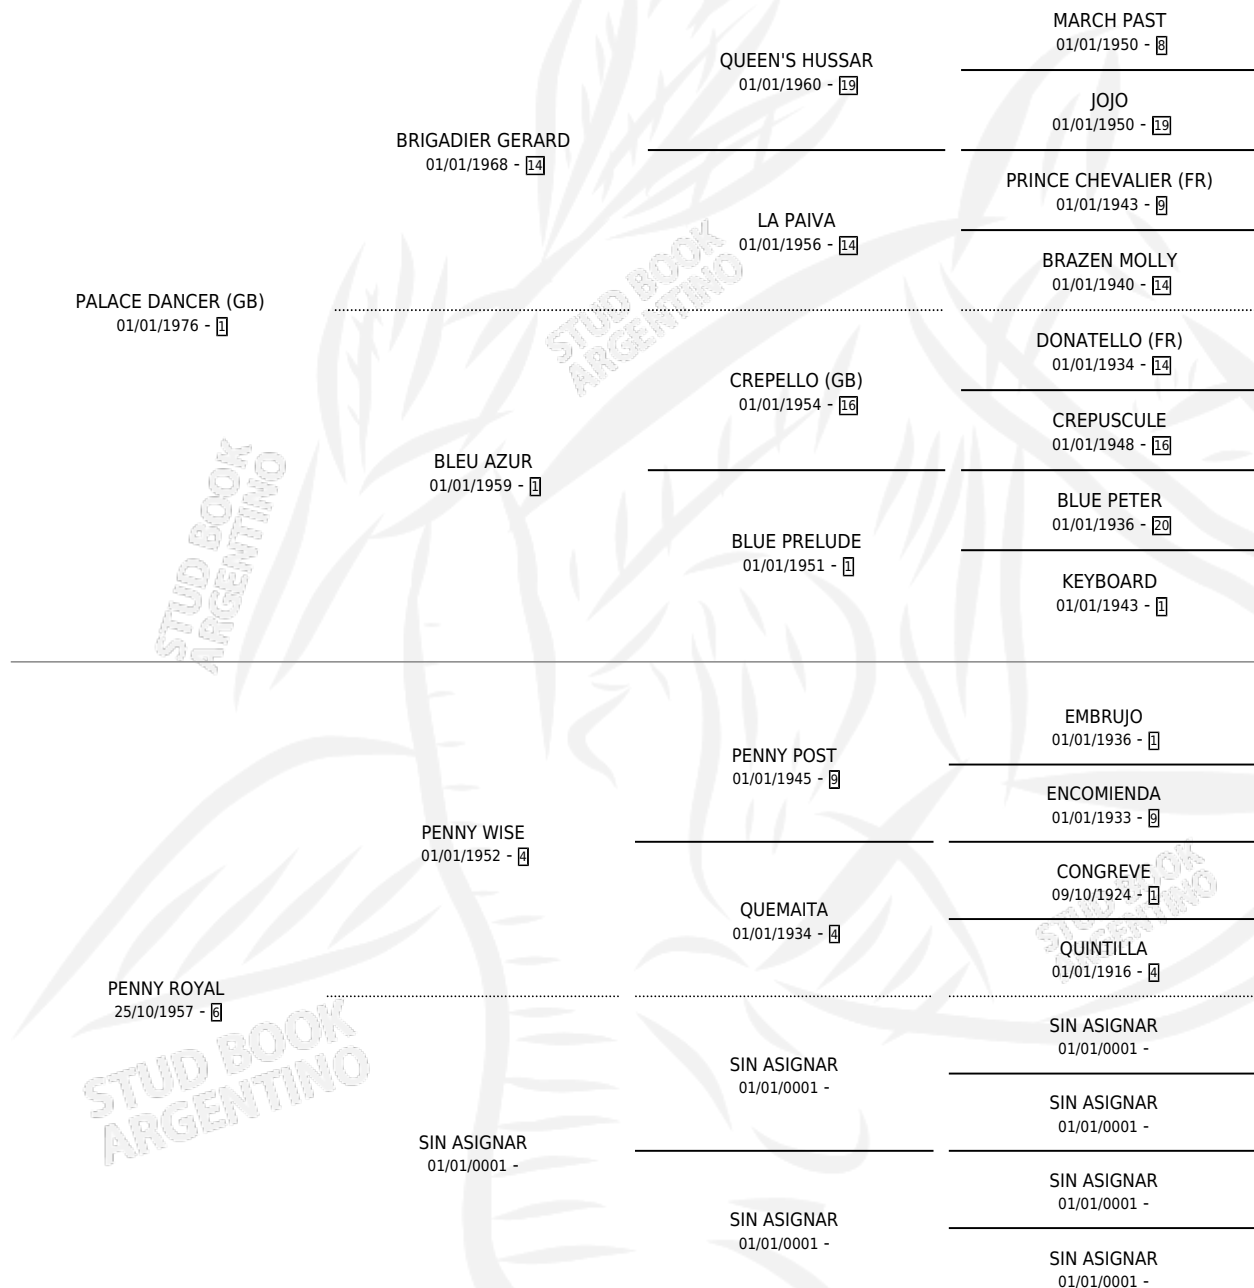 MARCH PAST
01/01/1950 - 8
QUEEN'S HUSSAR
01/01/1960 - 19
JOJO
01/01/1950 - 19
BRIGADIER GERARD
01/01/1968 - 14
PRINCE CHEVALIER (FR)
01/01/1943 - 9
LA PAIVA
01/01/1956 - 14
BRAZEN MOLLY
01/01/1940 - 14
PALACE DANCER (GB)
01/01/1976 - 1
DONATELLO (FR)
01/01/1934 - 14
CREPELLO (GB)
01/01/1954 - 16
CREPUSCULE
01/01/1948 - 16
BLEU AZUR
01/01/1959 - 1
BLUE PETER
01/01/1936 - 20
BLUE PRELUDE
01/01/1951 - 1
KEYBOARD
01/01/1943 - 1
EMBRUJO
01/01/1936 - 1
PENNY POST
01/01/1945 - 9
ENCOMIENDA
01/01/1933 - 9
PENNY WISE
01/01/1952 - 4
CONGREVE
09/10/1924 - 1
QUEMAITA
01/01/1934 - 4
QUINTILLA
01/01/1916 - 4
PENNY ROYAL
25/10/1957 - 6
SIN ASIGNAR
01/01/0001 -
SIN ASIGNAR
01/01/0001 -
SIN ASIGNAR
01/01/0001 -
SIN ASIGNAR
01/01/0001 -
SIN ASIGNAR
01/01/0001 -
SIN ASIGNAR
01/01/0001 -
SIN ASIGNAR
01/01/0001 -
STUD BOOK
ARGENTINO
STUD BOOK
ARGENTINO
STUD BOOK
ARGENTINO
STUD BOOK
ARGENTINO